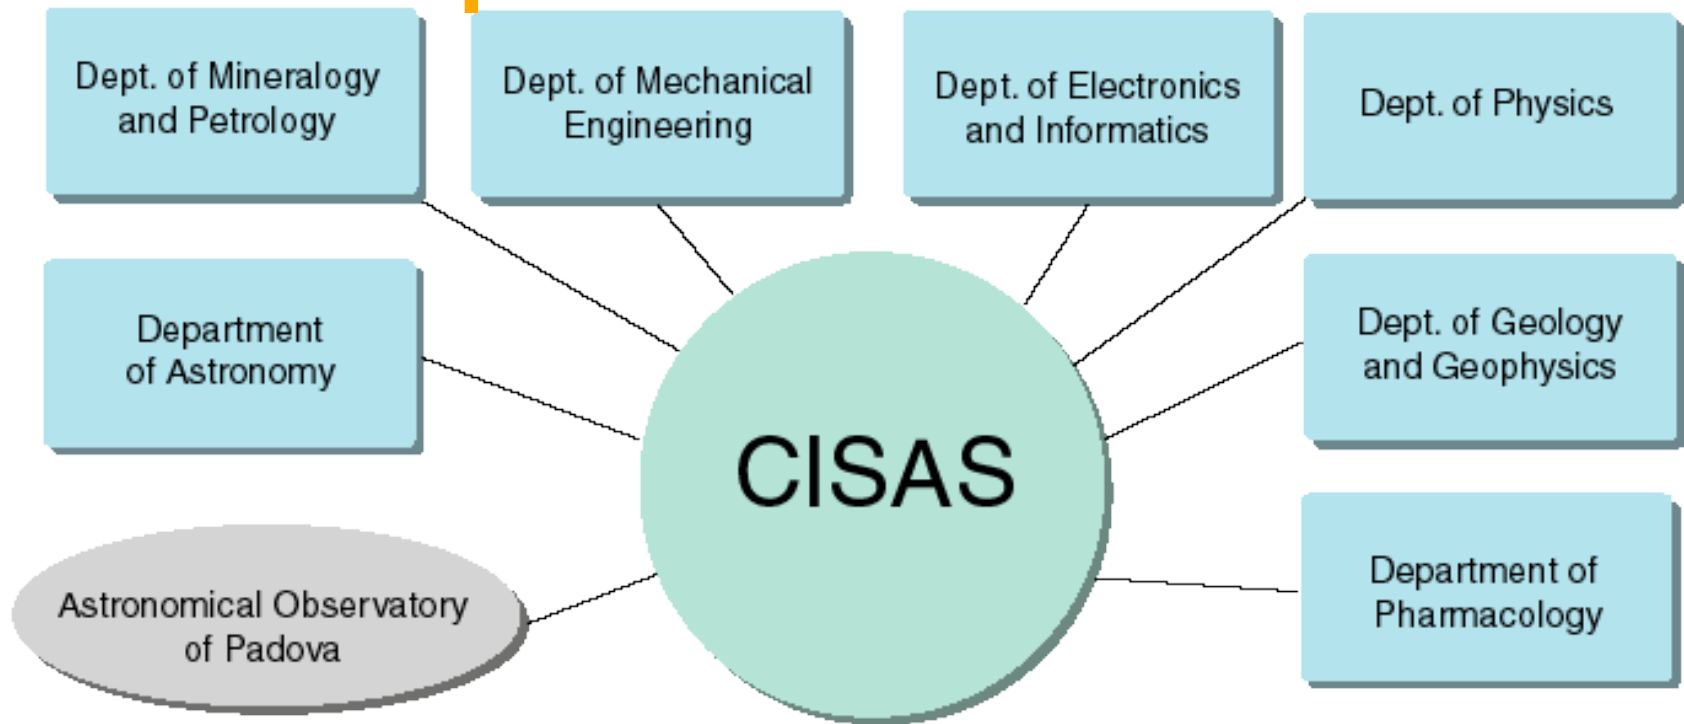 Dept. of Mineralogy
and Petrology
Dept. of Mechanical
Engineering
Dept. of Electronics
and Informatics
Dept. of Physics
Department
of Astronomy
Dept. of Geology
and Geophysics
CISAS
Astronomical Observatory
of Padova
Department of
Pharmacology